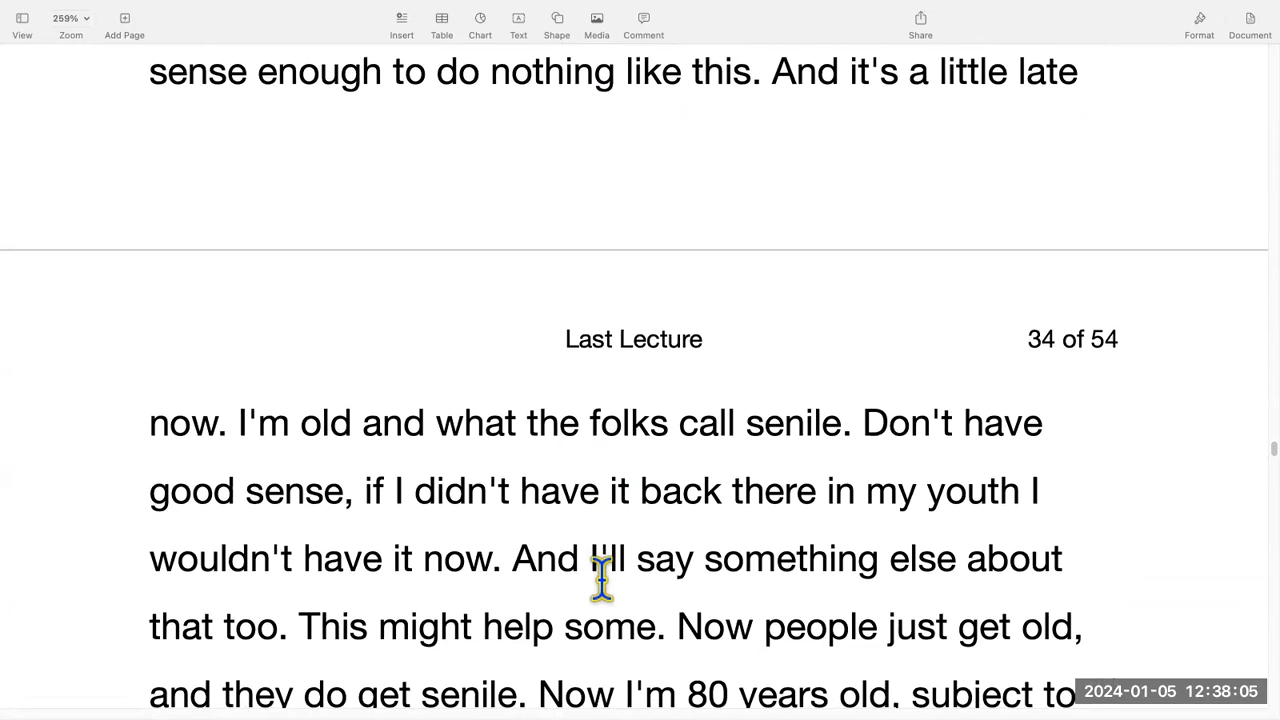 259%
View
Zoom
Add Page
Insert
Table
Chart
Text
Shape
Media
Comment
Share
Format
Document
sense enough to do nothing like this. And it's a little late
Last Lecture
34 of 54
now. I'm old and what the folks call senile. Don't have
good sense, if I didn't have it back there in my youth I
wouldn't have it now. And I'll say something else about
that too. This might help some. Now people just get old,
and they do get senile. Now I'm 80 years old, subject to
2024-01-05 12:38:05